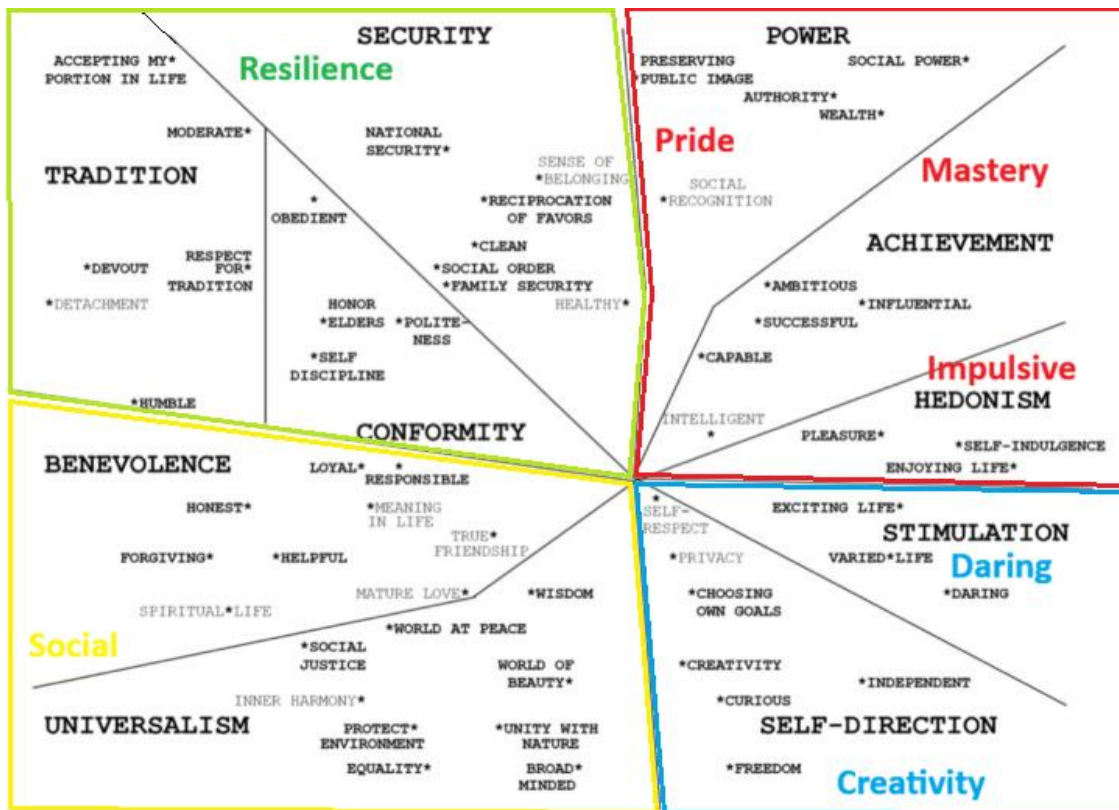 SECURITY
Resilience
ACCEPTING MY*
PORTION IN LIFE
MODERATE*
NATIONAL
SECURITY*
SENSE OF
*BELONGING
TRADITION
*
OBEDIENT
*RECIPROCATION
OF FAVORS
*CLEAN
*DEVOUT
RESPECT
FOR*
TRADITION
*SOCIAL ORDER
*FAMILY SECURITY
*DETACHMENT
HONOR
*ELDERS
*POLITE-
NESS
HEALTHY*
*SELF
DISCIPLINE
*HUMBLE
CONFORMITY
POWER
PRESERVING
*PUBLIC IMAGE
SOCIAL POWER*
AUTHORITY*
WEALTH*
Pride
Mastery
SOCIAL
*RECOGNITION
ACHIEVEMENT
*AMBITIOUS
*INFLUENTIAL
*SUCCESSFUL
*CAPABLE
Impulsive
HEDONISM
INTELLIGENT
*
PLEASURE*
*SELF-INDULGENCE
ENJOYING LIFE*
BENEVOLENCE
LOYAL*
*
RESPONSIBLE
HONEST*
*MEANING
IN LIFE
TRUE*
FRIENDSHIP
FORGIVING*
*HELPFUL
MATURE LOVE*
*WISDOM
SPIRITUAL*LIFE
Social
*WORLD AT PEACE
*SOCIAL
JUSTICE
WORLD OF
BEAUTY*
INNER HARMONY*
UNIVERSALISM
PROTECT*
ENVIRONMENT
*UNITY WITH
NATURE
EQUALITY*
BROAD*
MINDED
*
SELF-
RESPECT
EXCITING LIFE*
STIMULATION
*PRIVACY
VARIED*LIFE
Daring
*CHOOSING
OWN GOALS
*DARING
*CREATIVITY
*INDEPENDENT
*CURIOUS
SELF-DIRECTION
*FREEDOM
Creativity